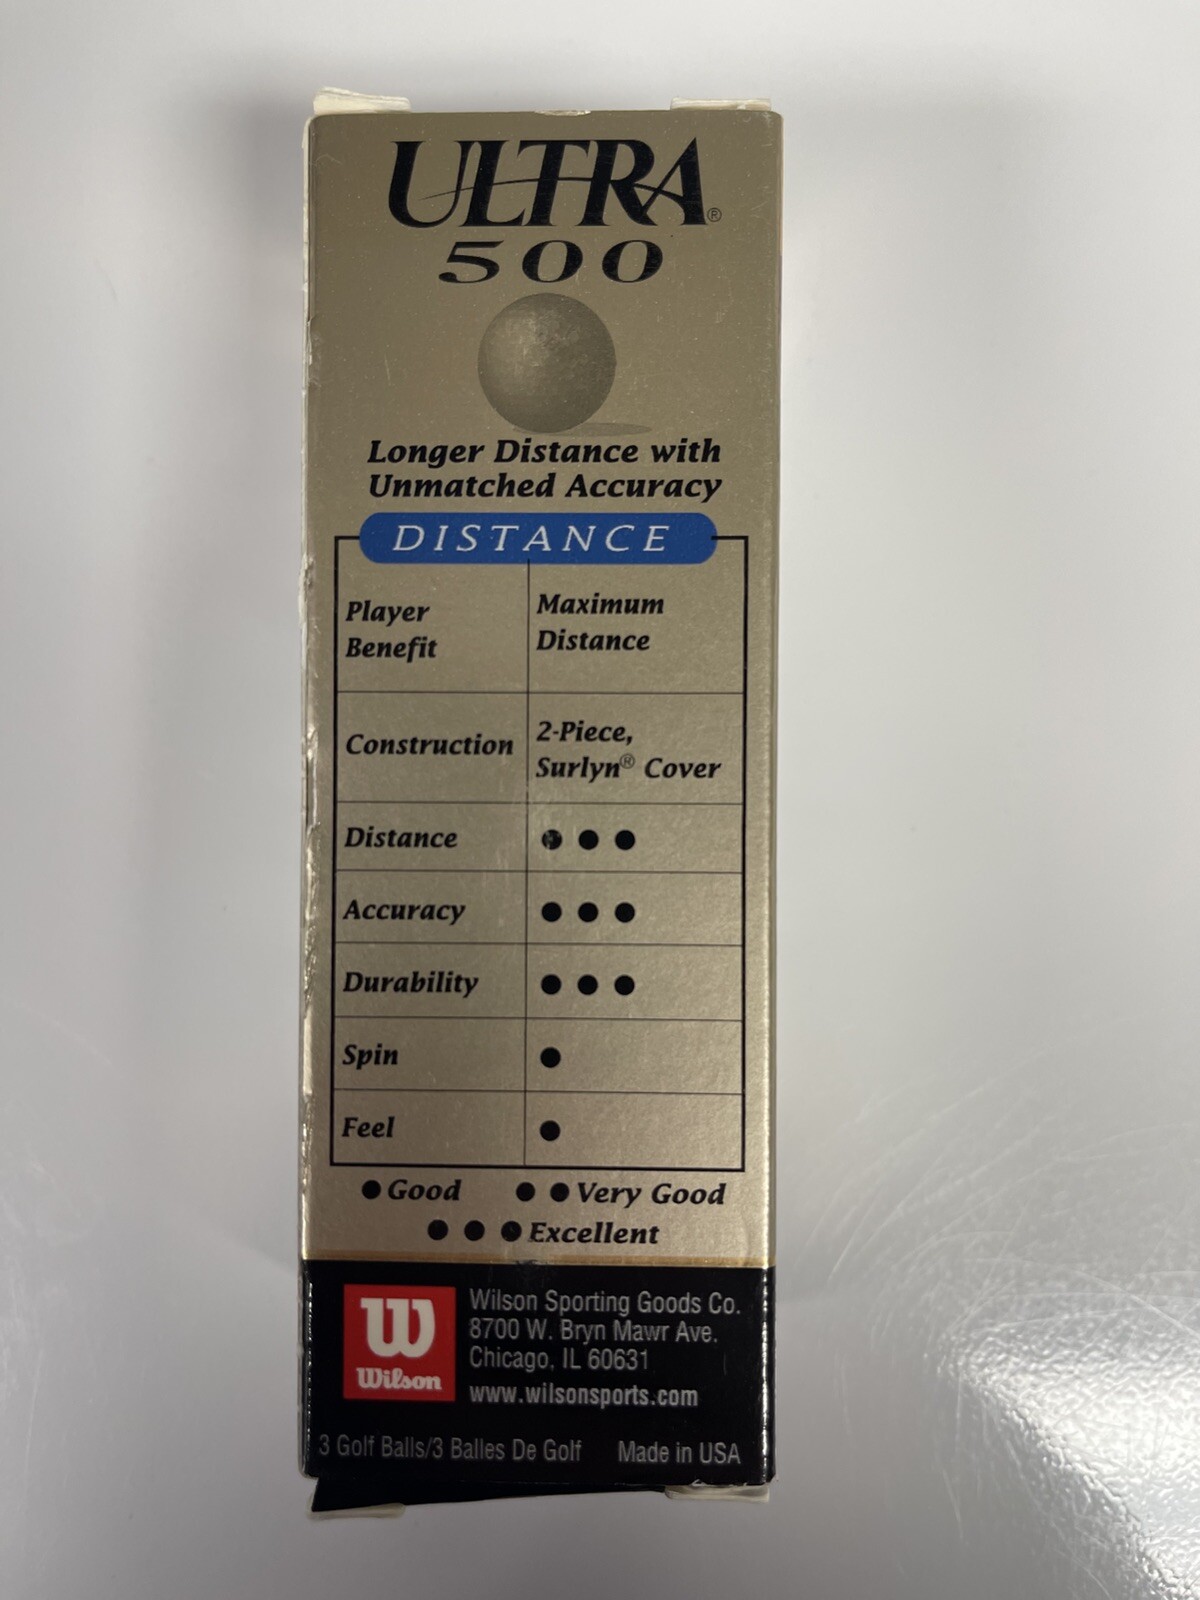 ULTRA®
500
Longer Distance with
Unmatched Accuracy
DISTANCE
Player
Benefit
Maximum
Distance
Construction
2-Piece,
Surlyn® Cover
Distance ● ● ●
Accuracy ● ● ●
Durability ● ● ●
Spin ●
Feel ●
● Good ● ● Very Good
● ● ● Excellent
W
Wilson
Wilson Sporting Goods Co.
8700 W. Bryn Mawr Ave.
Chicago, IL 60631
www.wilsonsports.com
3 Golf Balls/3 Balles De Golf Made in USA